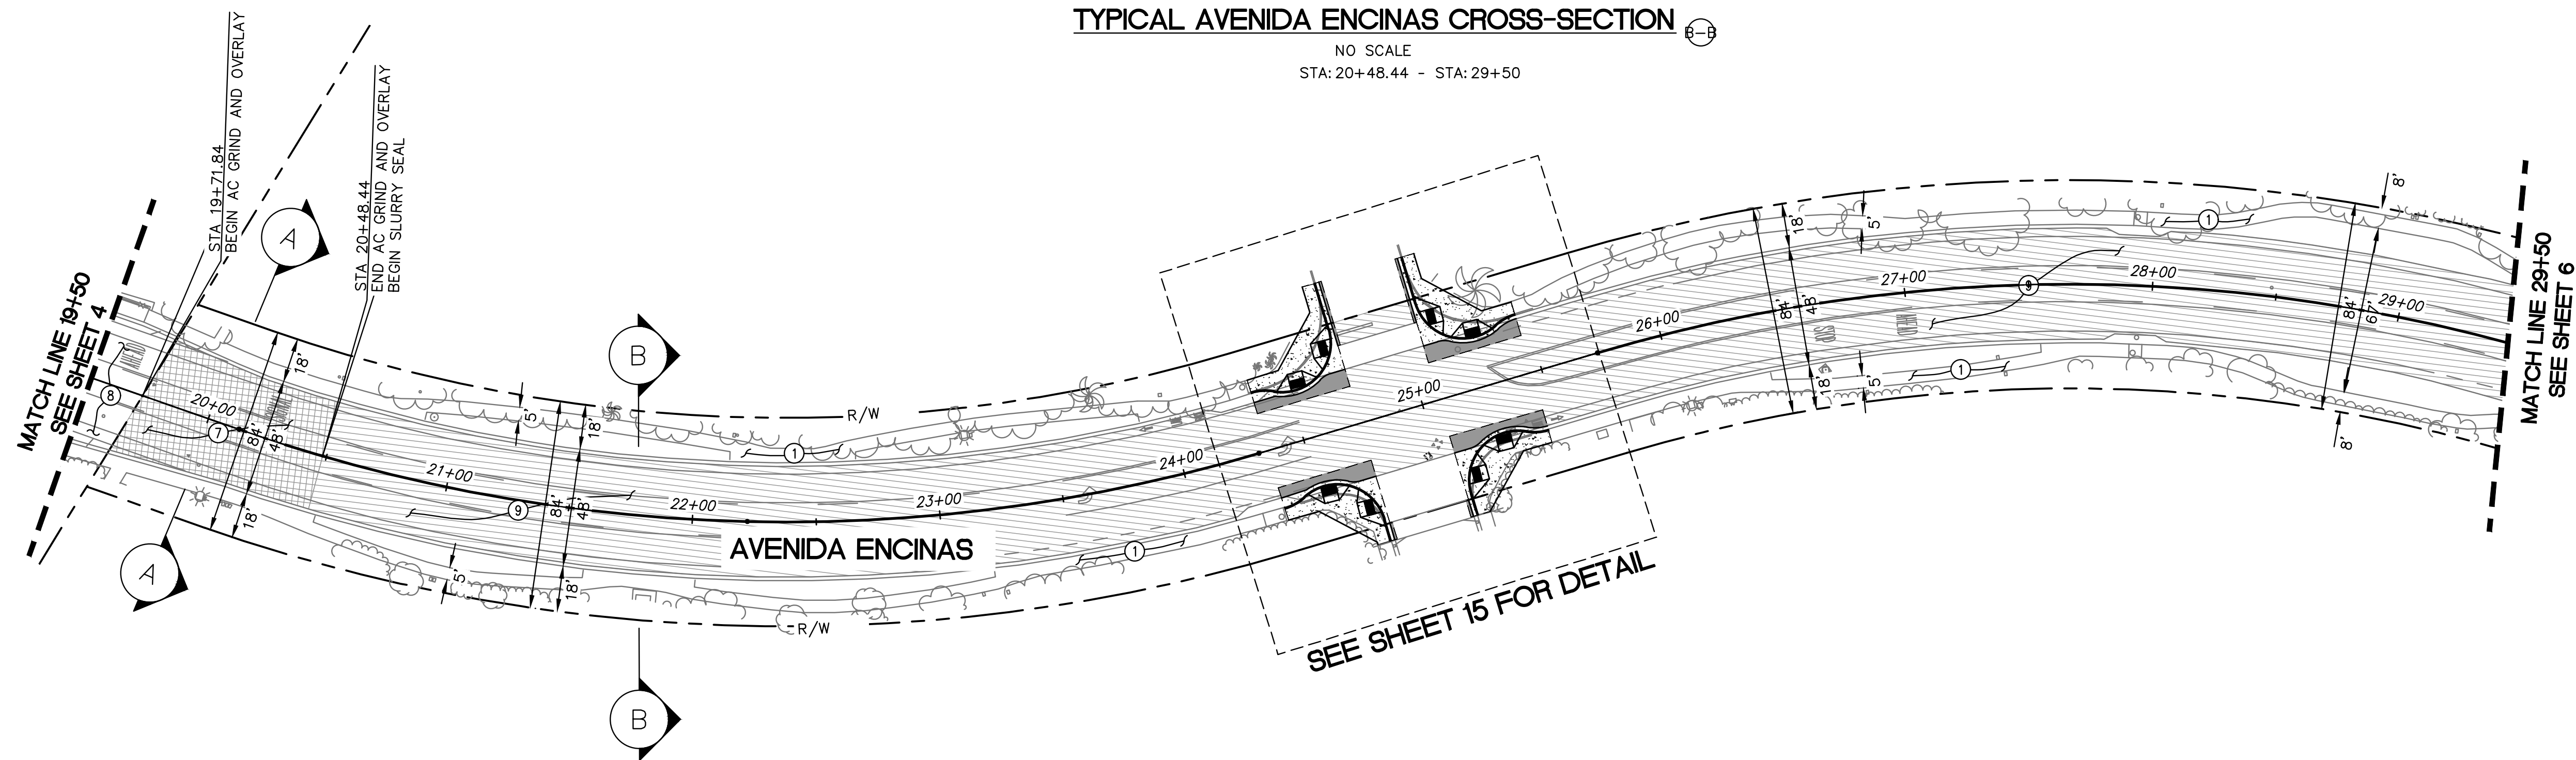 TYPICAL AVENIDA ENCINAS CROSS-SECTION
B-B
NO SCALE
STA: 20+48.44 - STA: 29+50
STA 19+71.84
BEGIN AC GRIND AND OVERLAY
STA 20+48.44
END AC GRIND AND OVERLAY
BEGIN SLURRY SEAL
MATCH LINE 19+50
SEE SHEET 4
A
A
B
B
8
7
20+00
84'
48'
18'
18'
AHEAD
21+00
9
5'
5'
84'
48'
18'
18'
22+00
23+00
24+00
25+00
26+00
27+00
28+00
29+00
R/W
R/W
1
1
AVENIDA ENCINAS
SEE SHEET 15 FOR DETAIL
18'
5'
84'
48'
18'
5'
AHEAD
9
1
1
8'
84'
67'
8'
MATCH LINE 29+50
SEE SHEET 6